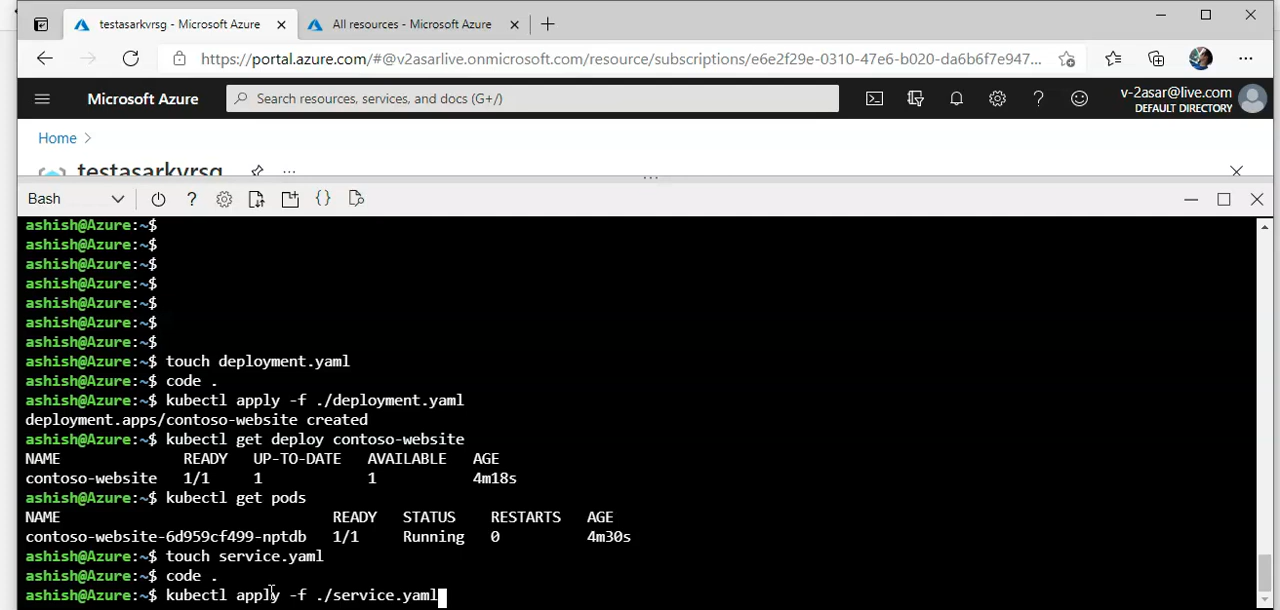 testasarkvrsg - Microsoft Azure
All resources - Microsoft Azure
https://portal.azure.com/#@v2asarlive.onmicrosoft.com/resource/subscriptions/e6e2f29e-0310-47e6-b020-da6b6f7e947...
Microsoft Azure
Search resources, services, and docs (G+/)
v-2asar@live.com
DEFAULT DIRECTORY
Home >
testasarkvrsg
Bash
ashish@Azure:~$
ashish@Azure:~$
ashish@Azure:~$
ashish@Azure:~$
ashish@Azure:~$
ashish@Azure:~$
ashish@Azure:~$
ashish@Azure:~$ touch deployment.yaml
ashish@Azure:~$ code .
ashish@Azure:~$ kubectl apply -f ./deployment.yaml
deployment.apps/contoso-website created
ashish@Azure:~$ kubectl get deploy contoso-website
NAME READY UP-TO-DATE AVAILABLE AGE
contoso-website 1/1 1 1 4m18s
ashish@Azure:~$ kubectl get pods
NAME READY STATUS RESTARTS AGE
contoso-website-6d959cf499-nptdb 1/1 Running 0 4m30s
ashish@Azure:~$ touch service.yaml
ashish@Azure:~$ code .
ashish@Azure:~$ kubectl apply -f ./service.yaml